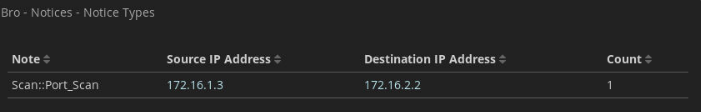 Bro - Notices - Notice Types
Note Source IP Address Destination IP Address Count
Scan::Port_Scan 172.16.1.3 172.16.2.2 1